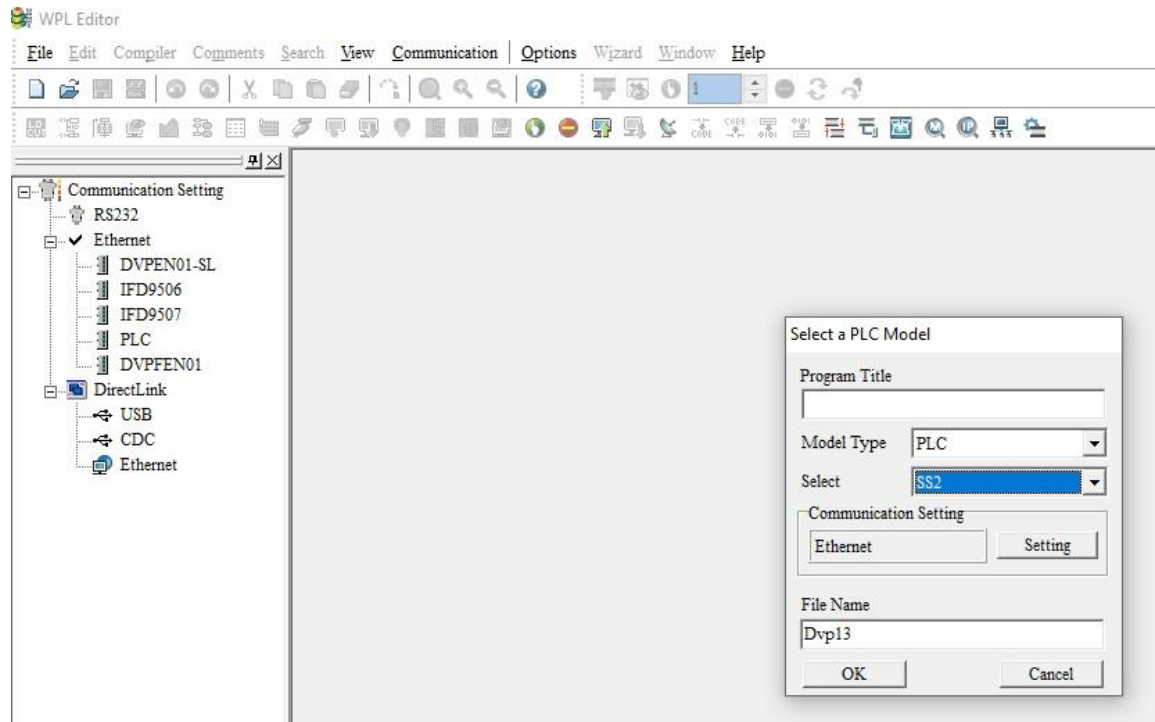 WPL Editor
File Edit Compiler Comments Search View Communication Options Wizard Window Help
1
Communication Setting
RS232
Ethernet
DVPEN01-SL
IFD9506
IFD9507
PLC
DVPFEN01
DirectLink
USB
CDC
Ethernet
Select a PLC Model
Program Title
Model Type PLC
Select SS2
Communication Setting
Ethernet Setting
File Name
Dvp13
OK Cancel